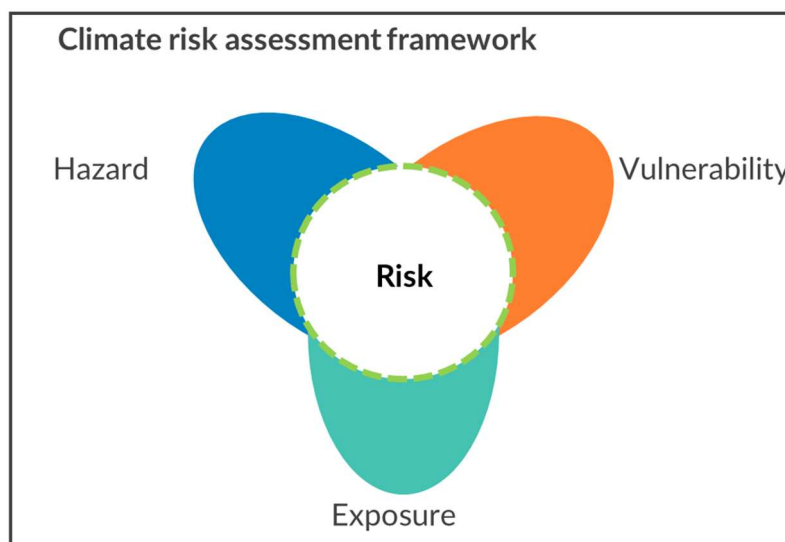 Climate risk assessment framework
Hazard
Vulnerability
Risk
Exposure